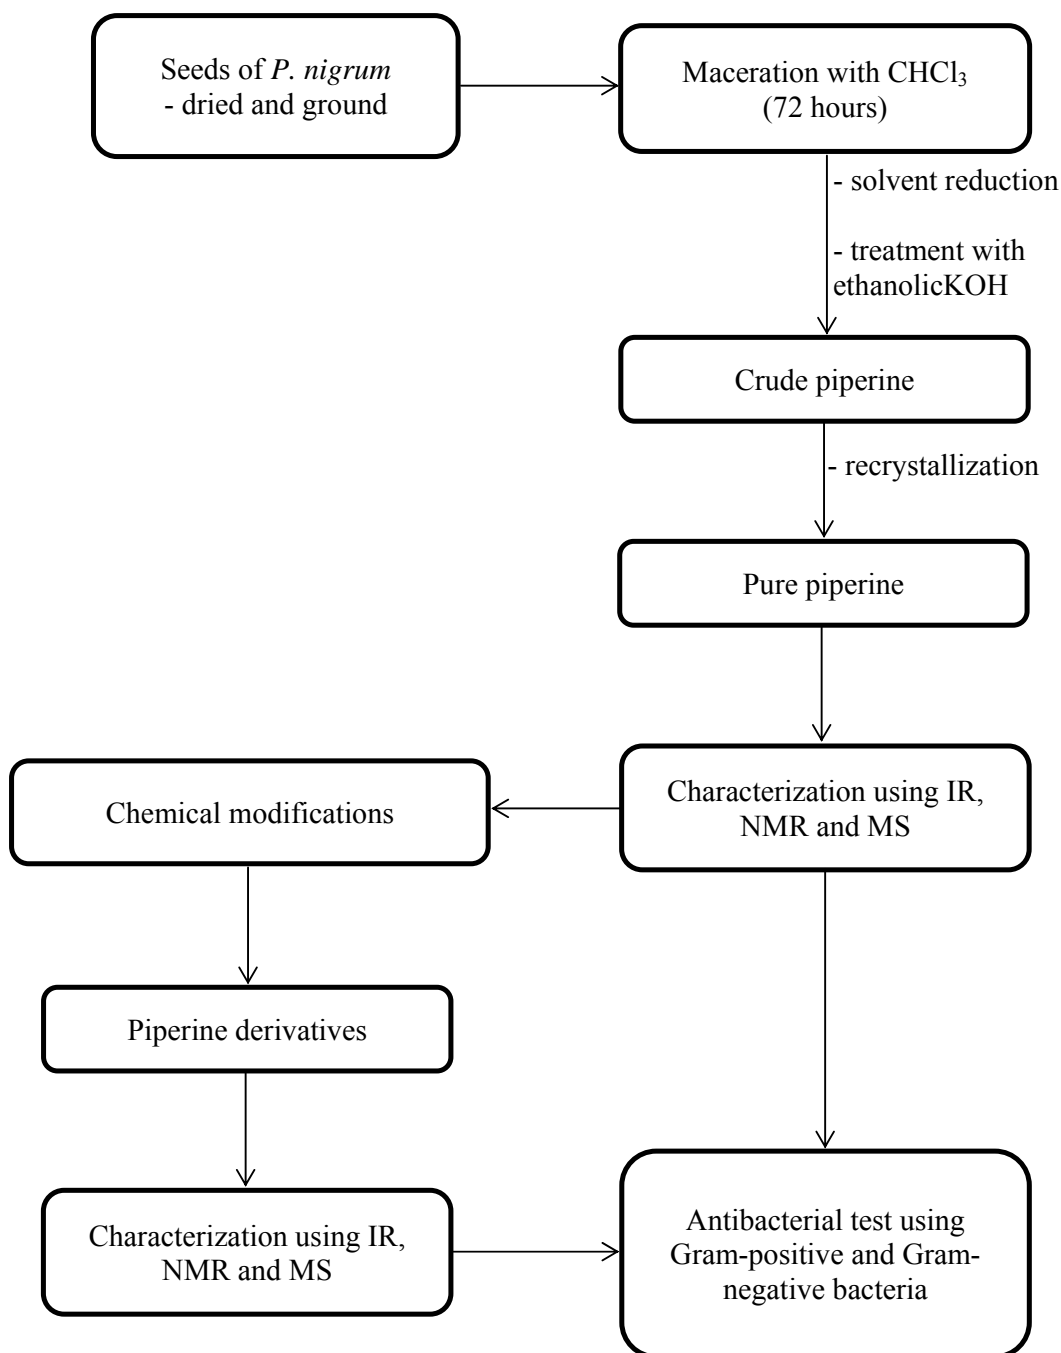 Seeds of P. nigrum
- dried and ground
Maceration with CHCl₃
(72 hours)
- solvent reduction
- treatment with
ethanolicKOH
Crude piperine
- recrystallization
Pure piperine
Characterization using IR,
NMR and MS
Chemical modifications
Piperine derivatives
Characterization using IR,
NMR and MS
Antibacterial test using
Gram-positive and Gram-
negative bacteria